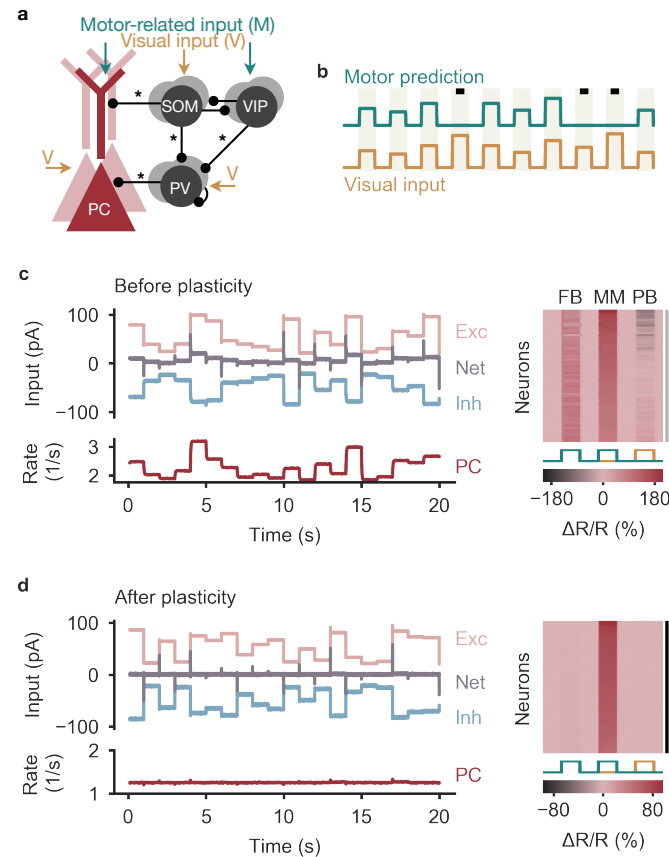 a
Motor-related input (M)
Visual input (V)
* SOM VIP
* *
V
* PV V
PC
b
Motor prediction
Visual input
c
Before plasticity
100
0
−100
Input (pA)
Exc
Net
Inh
3
2
Rate
(1/s)
PC
0 5 10 15 20
Time (s)
FB MM PB
Neurons
−180 0 180
ΔR/R (%)
d
After plasticity
100
0
−100
Input (pA)
Exc
Net
Inh
2
1
Rate
(1/s)
PC
0 5 10 15 20
Time (s)
Neurons
−80 0 80
ΔR/R (%)